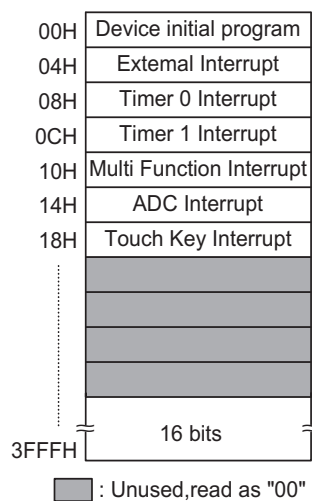 00H Device initial program
04H Extemal Interrupt
08H Timer 0 Interrupt
0CH Timer 1 Interrupt
10H Multi Function Interrupt
14H ADC Interrupt
18H Touch Key Interrupt
16 bits
3FFFH
: Unused,read as "00"